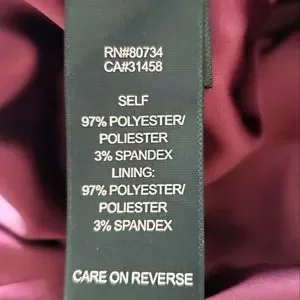 RN#80734
CA#31458
SELF
97% POLYESTER/
POLIESTER
3% SPANDEX
LINING:
97% POLYESTER/
POLIESTER
3% SPANDEX
CARE ON REVERSE